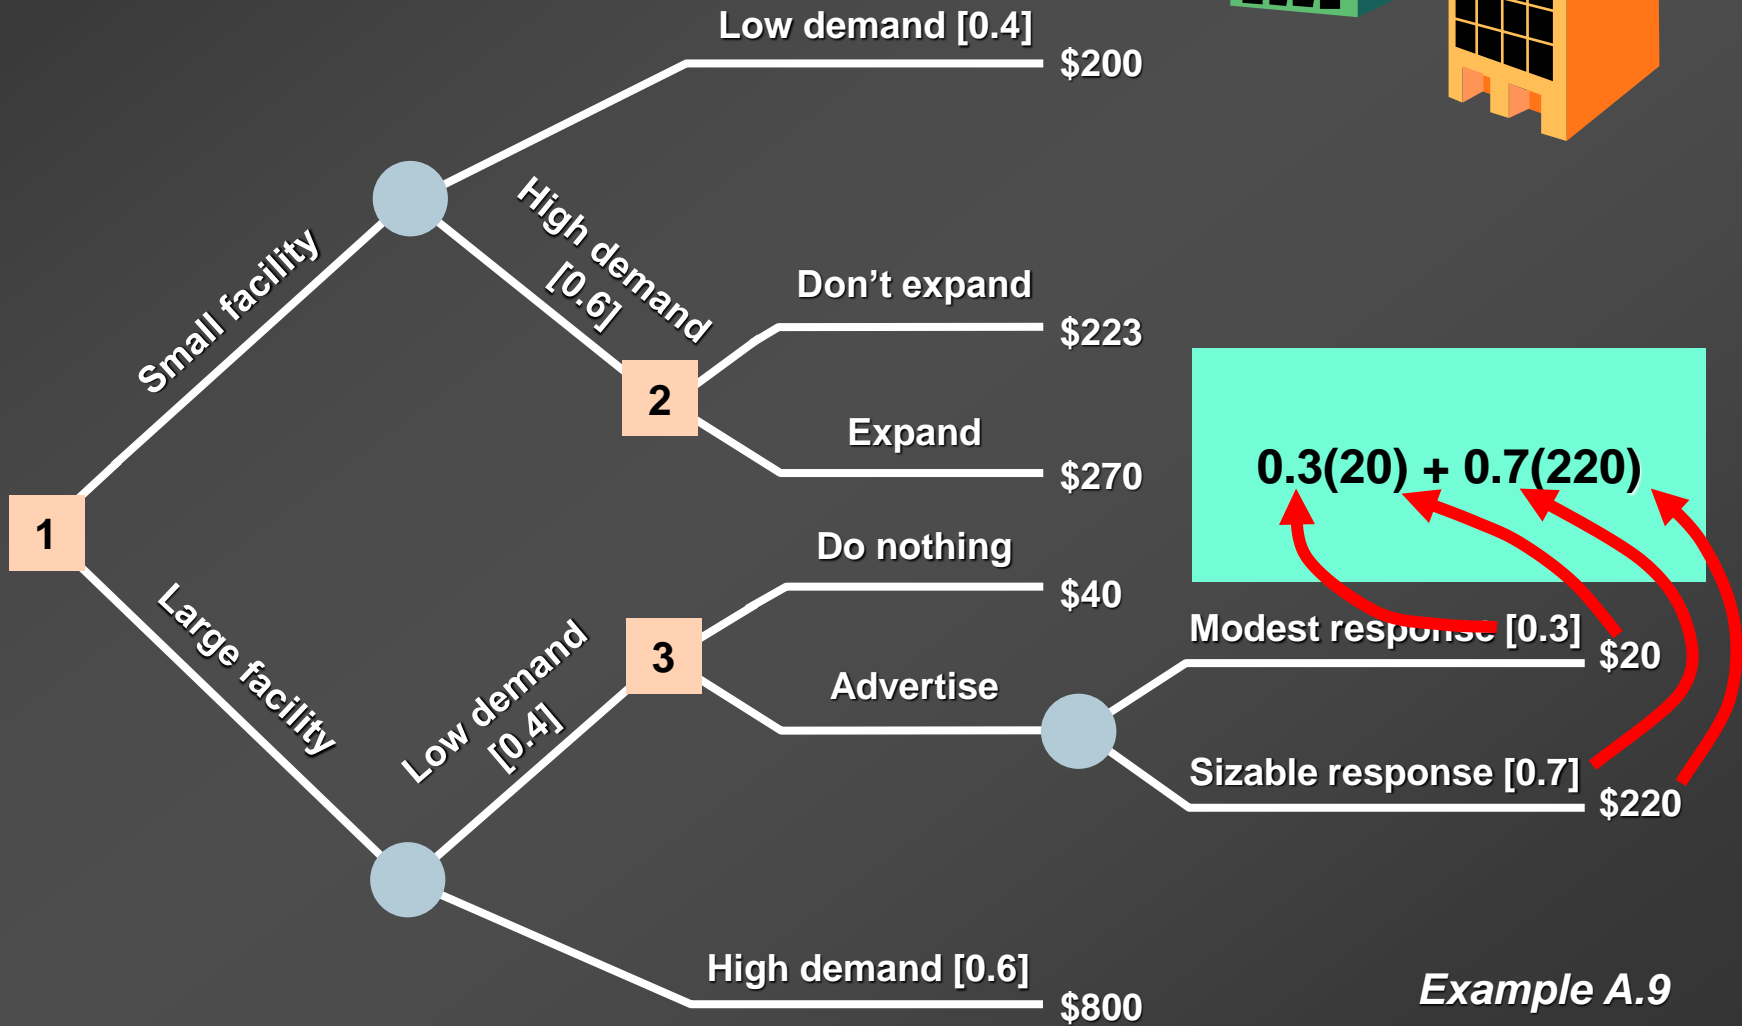 Low demand [0.4]
$200
High demand
[0.6]
Small facility
Don’t expand
$223
2
Expand
$270
0.3(20) + 0.7(220)
1
Do nothing
$40
Large facility
Low demand
[0.4]
3
Modest response [0.3]
$20
Advertise
Sizable response [0.7]
$220
High demand [0.6]
$800
Example A.9